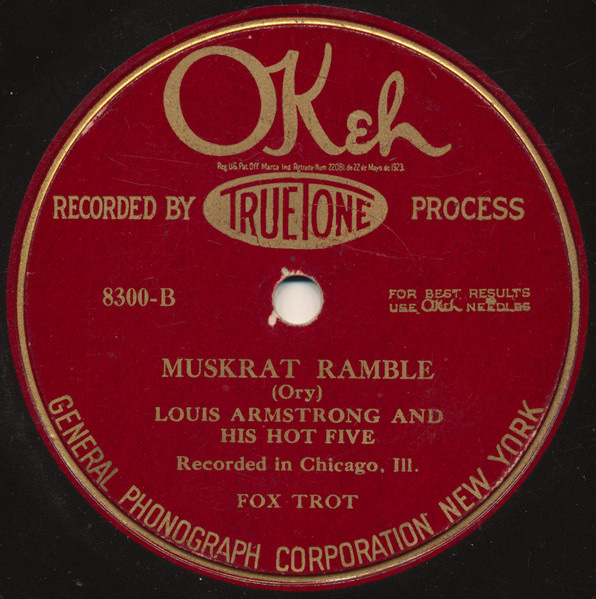 OKeh
Reg. U.S. Pat. Off. Marca Ind. Rgtrada Num 22081. de 22 de Mayo de 1923.
RECORDED BY TRUETONE PROCESS
8300-B
FOR BEST RESULTS
USE OKeh NEEDLES
MUSKRAT RAMBLE
(Ory)
LOUIS ARMSTRONG AND
HIS HOT FIVE
Recorded in Chicago, Ill.
FOX TROT
GENERAL PHONOGRAPH CORPORATION NEW YORK